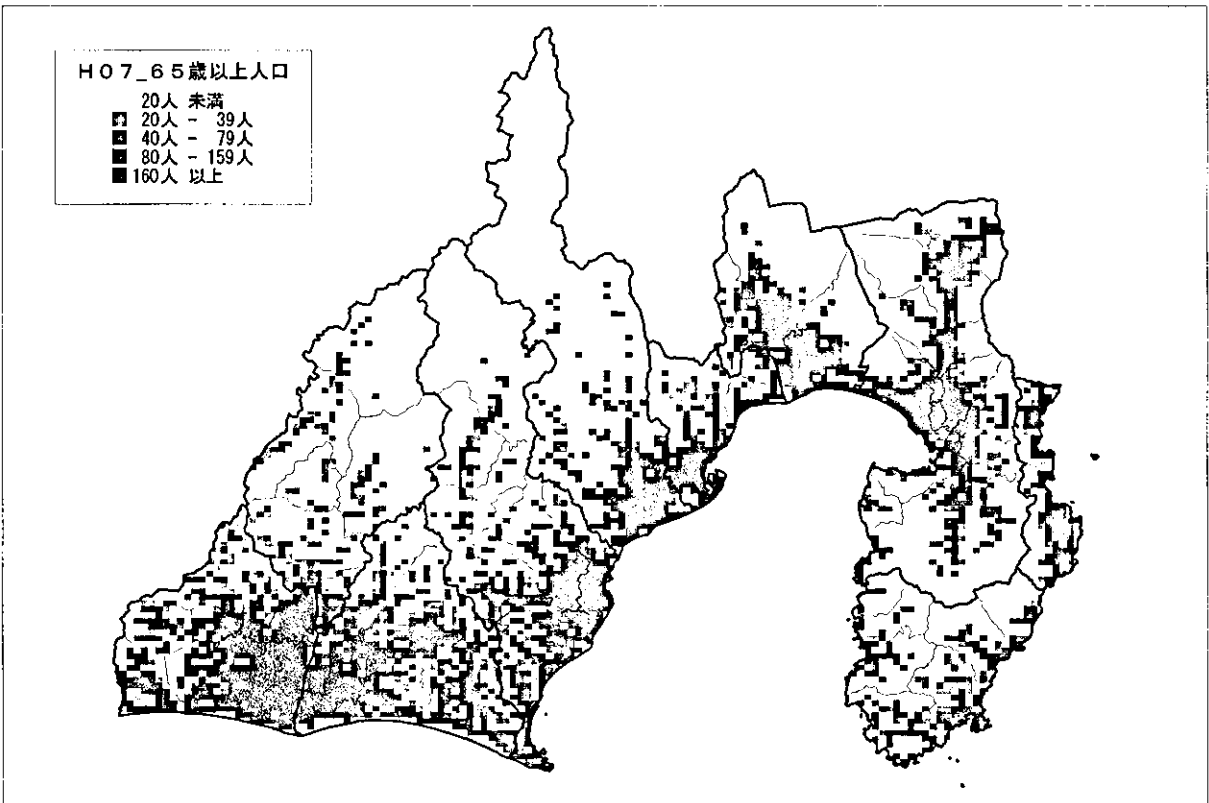 H07_65歳以上人口
20人 未満
20人 - 39人
40人 - 79人
80人 - 159人
160人 以上